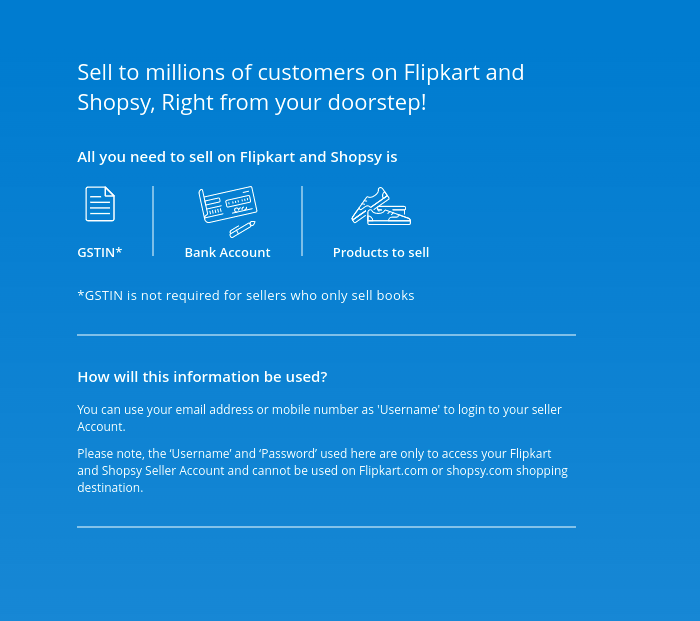 Sell to millions of customers on Flipkart and
Shopsy, Right from your doorstep!
All you need to sell on Flipkart and Shopsy is
GSTIN*
Bank Account
Products to sell
*GSTIN is not required for sellers who only sell books
How will this information be used?
You can use your email address or mobile number as 'Username' to login to your seller
Account.
Please note, the ‘Username’ and ‘Password’ used here are only to access your Flipkart
and Shopsy Seller Account and cannot be used on Flipkart.com or shopsy.com shopping
destination.